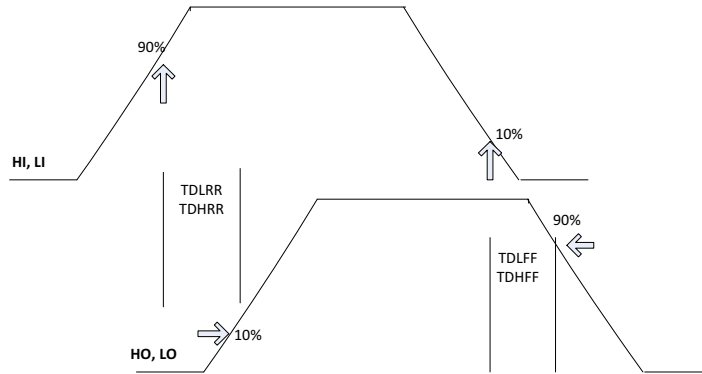 90%
10%
HI, LI
TDLRR
TDHRR
90%
TDLFF
TDHFF
10%
HO, LO